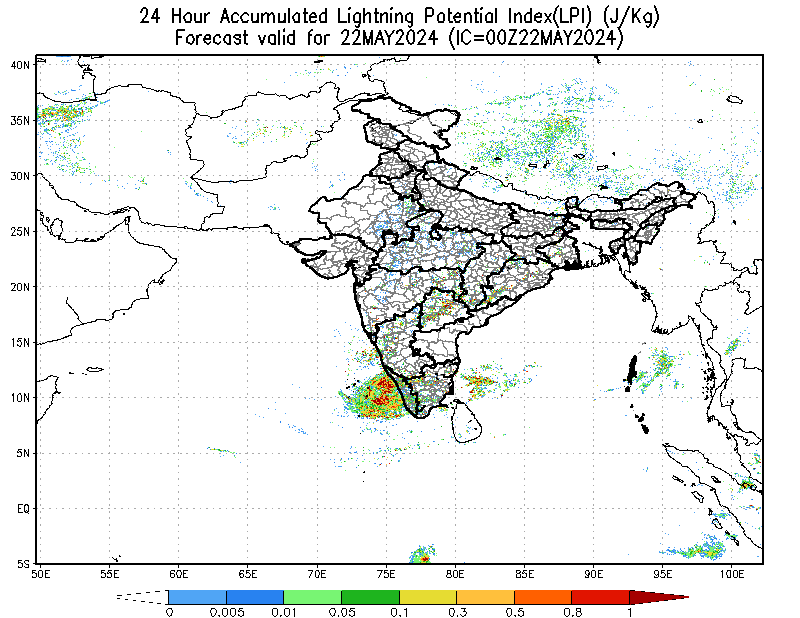 24 Hour Accumulated Lightning Potential Index(LPI) (J/Kg)
Forecast valid for 22MAY2024 (IC=00Z22MAY2024)
40N
35N
30N
25N
20N
15N
10N
5N
EQ
5S
50E 55E 60E 65E 70E 75E 80E 85E 90E 95E 100E
0 0.005 0.01 0.05 0.1 0.3 0.5 0.8 1